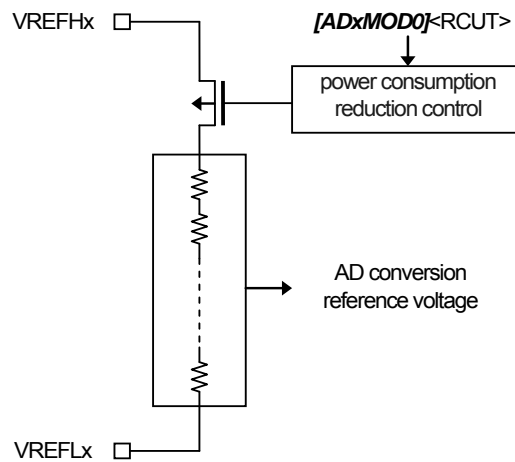 VREFHx
[ADxMOD0]<RCUT>
power consumption
reduction control
AD conversion
reference voltage
VREFLx